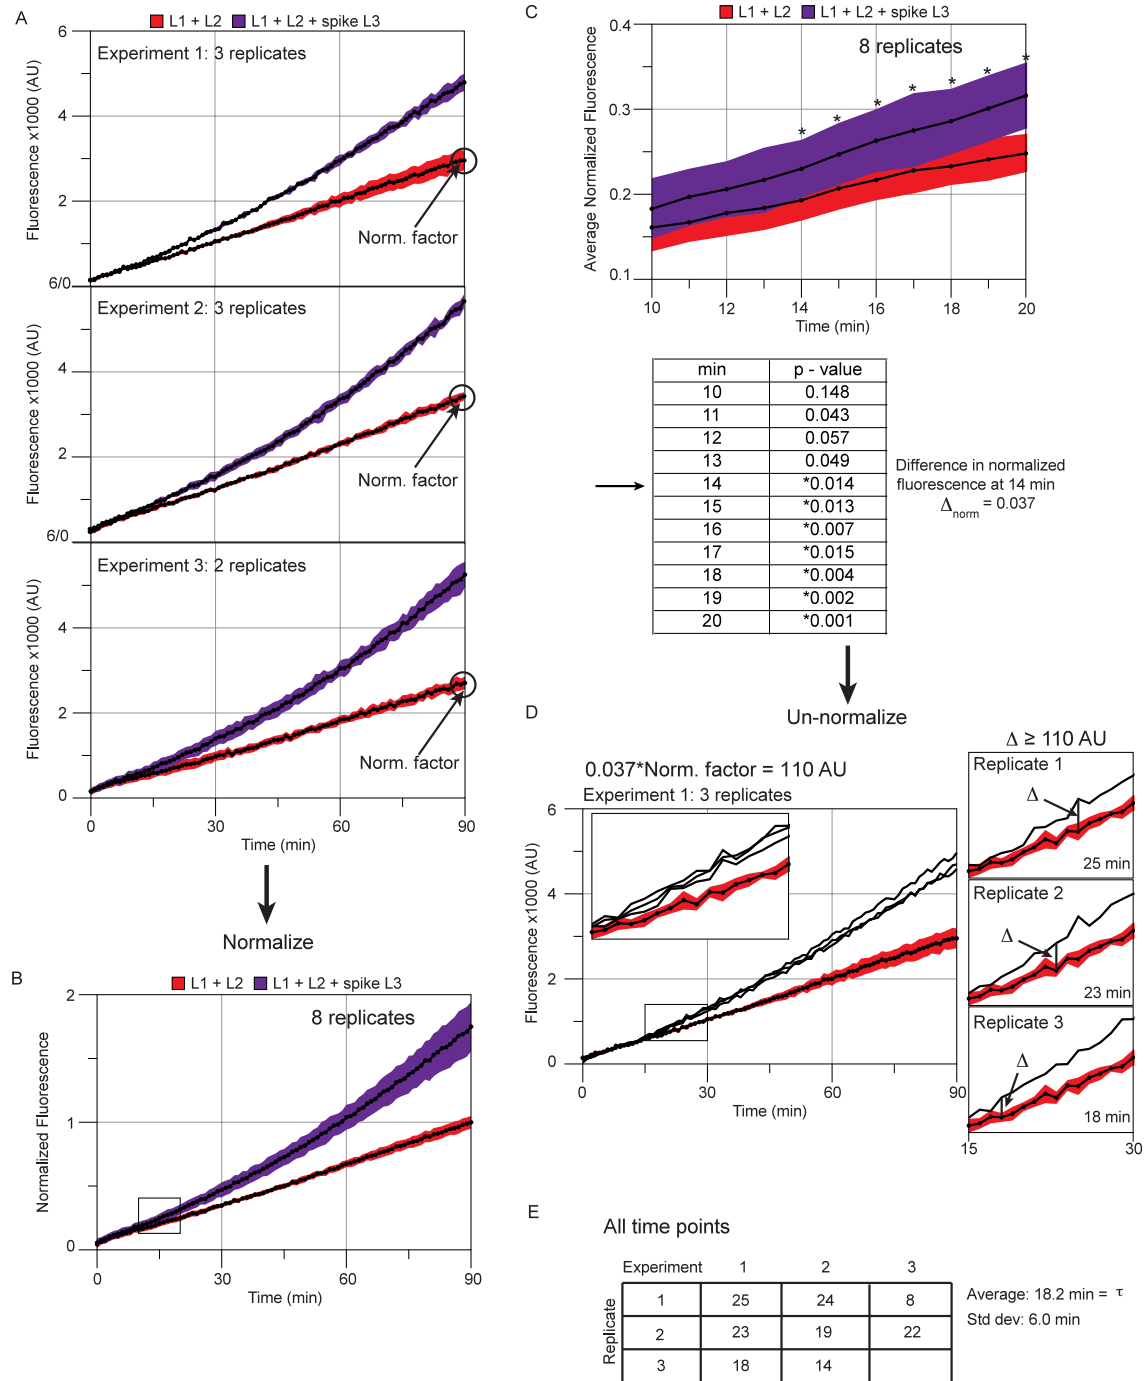 A
L1 + L2 L1 + L2 + spike L3
Experiment 1: 3 replicates
6
4
2
6/0
Fluorescence x1000 (AU)
Norm. factor
Experiment 2: 3 replicates
4
2
6/0
Fluorescence x1000 (AU)
Norm. factor
Experiment 3: 2 replicates
4
2
0
Fluorescence x1000 (AU)
Norm. factor
0 30 60 90
Time (min)
Normalize
B
L1 + L2 L1 + L2 + spike L3
8 replicates
2
1
0
Normalized Fluorescence
0 30 60 90
Time (min)
C
L1 + L2 L1 + L2 + spike L3
8 replicates
0.4
0.3
0.2
0.1
Average Normalized Fluorescence
* * * * * * *
10 12 14 16 18 20
Time (min)
min p - value
10 0.148
11 0.043
12 0.057
13 0.049
14 *0.014
15 *0.013
16 *0.007
17 *0.015
18 *0.004
19 *0.002
20 *0.001
Difference in normalized
fluorescence at 14 min
Δnorm = 0.037
Un-normalize
D
0.037*Norm. factor = 110 AU
Experiment 1: 3 replicates
6
4
2
0
Fluorescence x1000 (AU)
0 30 60 90
Time (min)
Δ ≥ 110 AU
Replicate 1
Δ
25 min
Replicate 2
Δ
23 min
Replicate 3
Δ
18 min
15 30
E
All time points
Experiment 1 2 3
Replicate
1 25 24 8
2 23 19 22
3 18 14
Average: 18.2 min = τ
Std dev: 6.0 min